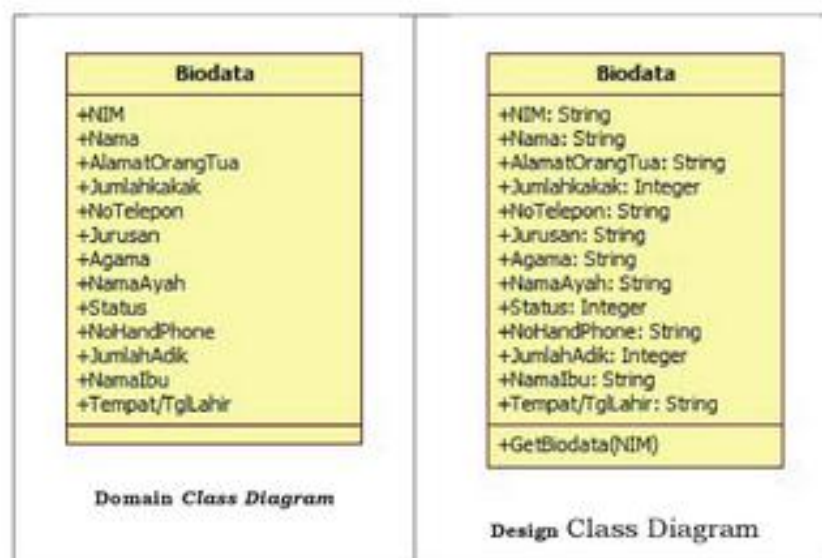 Biodata
+NIM
+Nama
+AlamatOrangTua
+Jumlahkakak
+NoTelepon
+Jurusan
+Agama
+NamaAyah
+Status
+NoHandPhone
+JumlahAdik
+NamaIbu
+Tempat/TglLahir
Domain Class Diagram
Biodata
+NIM: String
+Nama: String
+AlamatOrangTua: String
+Jumlahkakak: Integer
+NoTelepon: String
+Jurusan: String
+Agama: String
+NamaAyah: String
+Status: Integer
+NoHandPhone: String
+JumlahAdik: Integer
+NamaIbu: String
+Tempat/TglLahir: String
+GetBiodata(NIM)
Design Class Diagram